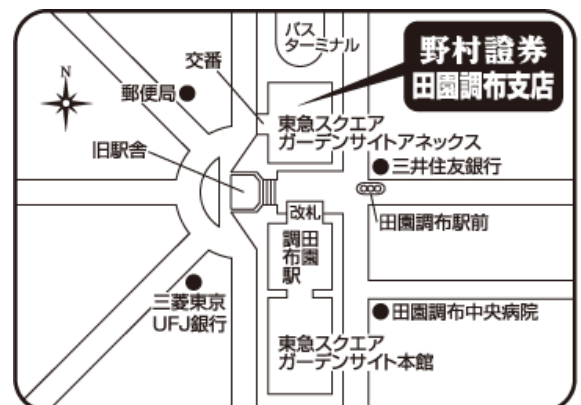 バス
ターミナル
野村證券
田園調布支店
交番
N
郵便局
東急スクエア
ガーデンサイトアネックス
旧駅舎
三井住友銀行
改札
田園調布駅前
田園
調布駅
三菱東京
UFJ銀行
田園調布中央病院
東急スクエア
ガーデンサイト本館